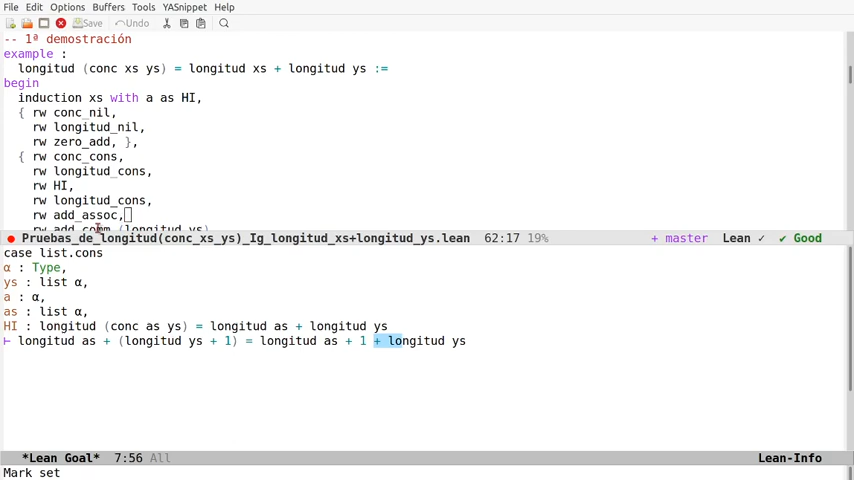 File Edit Options Buffers Tools YASnippet Help
Save Undo
-- 1ª demostración
example :
longitud (conc xs ys) = longitud xs + longitud ys :=
begin
induction xs with a as HI,
{ rw conc_nil,
rw longitud_nil,
rw zero_add, },
{ rw conc_cons,
rw longitud_cons,
rw HI,
rw longitud_cons,
rw add_assoc,
rw add_comm (longitud ys)
Pruebas_de_longitud(conc_xs_ys)_Ig_longitud_xs+longitud_ys.lean 62:17 19% + master Lean ✓ ✔ Good
case list.cons
α : Type,
ys : list α,
a : α,
as : list α,
HI : longitud (conc as ys) = longitud as + longitud ys
⊢ longitud as + (longitud ys + 1) = longitud as + 1 + longitud ys
*Lean Goal* 7:56 All Lean-Info
Mark set